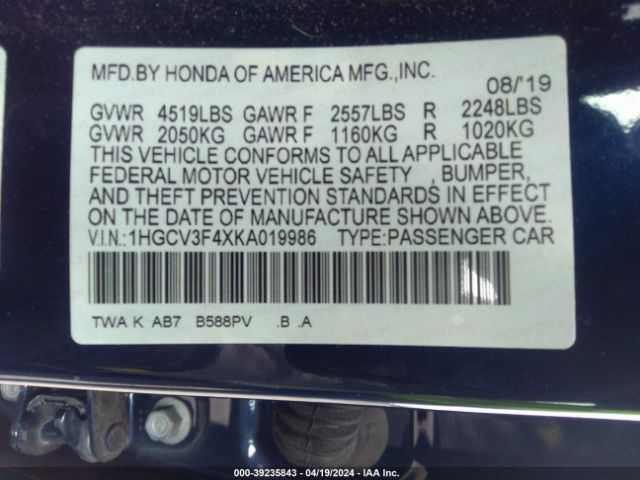 MFD.BY HONDA OF AMERICA MFG.,INC.
08/'19
GVWR 4519LBS GAWR F 2557LBS R 2248LBS
GVWR 2050KG GAWR F 1160KG R 1020KG
THIS VEHICLE CONFORMS TO ALL APPLICABLE
FEDERAL MOTOR VEHICLE SAFETY , BUMPER,
AND THEFT PREVENTION STANDARDS IN EFFECT
ON THE DATE OF MANUFACTURE SHOWN ABOVE.
V.I.N.:1HGCV3F4XKA019986 TYPE:PASSENGER CAR
TWA K AB7 B588PV .B .A
000-39235843 | 04/19/2024 | IAA Inc.